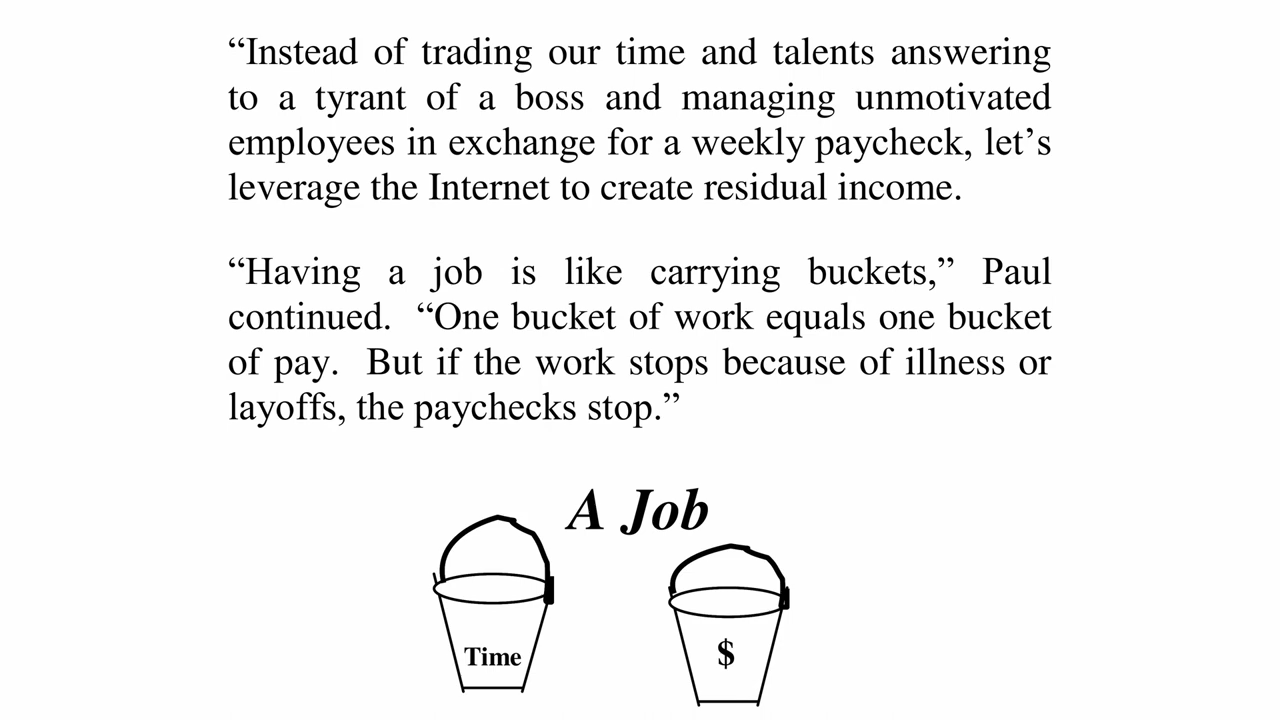 “Instead of trading our time and talents answering
to a tyrant of a boss and managing unmotivated
employees in exchange for a weekly paycheck, let’s
leverage the Internet to create residual income.
“Having a job is like carrying buckets,” Paul
continued. “One bucket of work equals one bucket
of pay. But if the work stops because of illness or
layoffs, the paychecks stop.”
A Job
Time
$